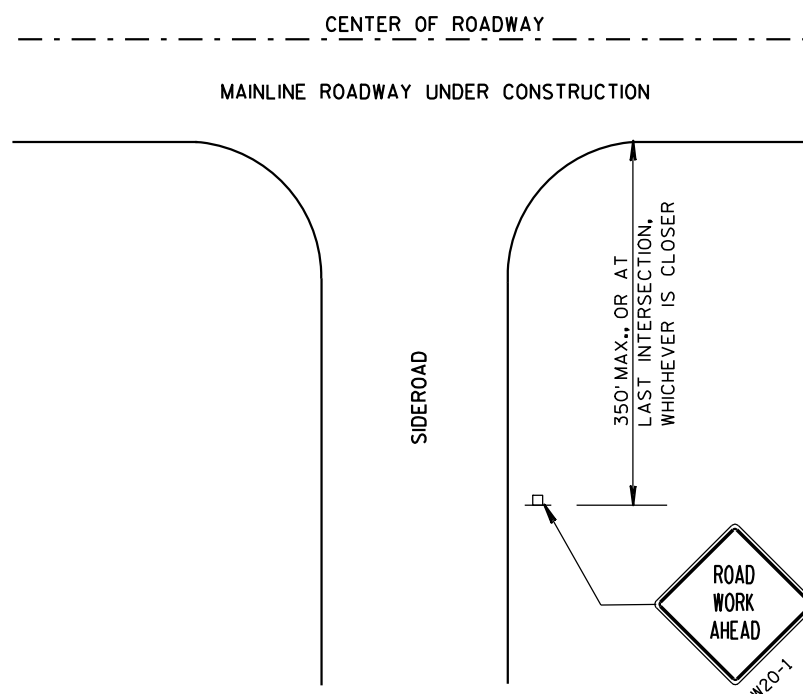 CENTER OF ROADWAY
MAINLINE ROADWAY UNDER CONSTRUCTION
350' MAX., OR AT
LAST INTERSECTION,
WHICHEVER IS CLOSER
SIDEROAD
ROAD
WORK
AHEAD
W20-1